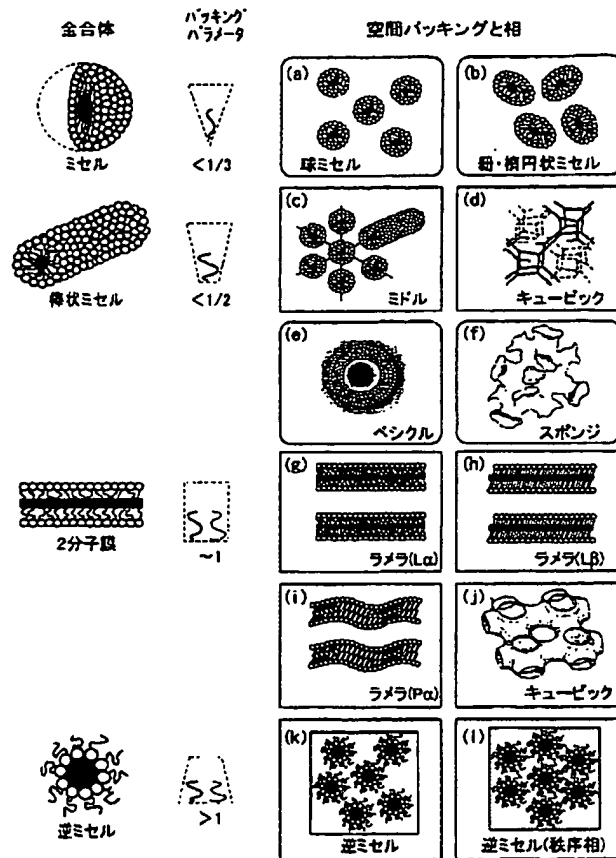 会合体
パッキング
パラメータ
空間パッキングと相
ミセル
<1/3
(a)
球ミセル
(b)
紐・楕円状ミセル
棒状ミセル
<1/2
(c)
ミドル
(d)
キュービック
(e)
ベシクル
(f)
スポンジ
2分子膜
~1
(g)
ラメラ(Lα)
(h)
ラメラ(Lβ)
(i)
ラメラ(Pα)
(j)
キュービック
逆ミセル
>1
(k)
逆ミセル
(l)
逆ミセル(秩序相)